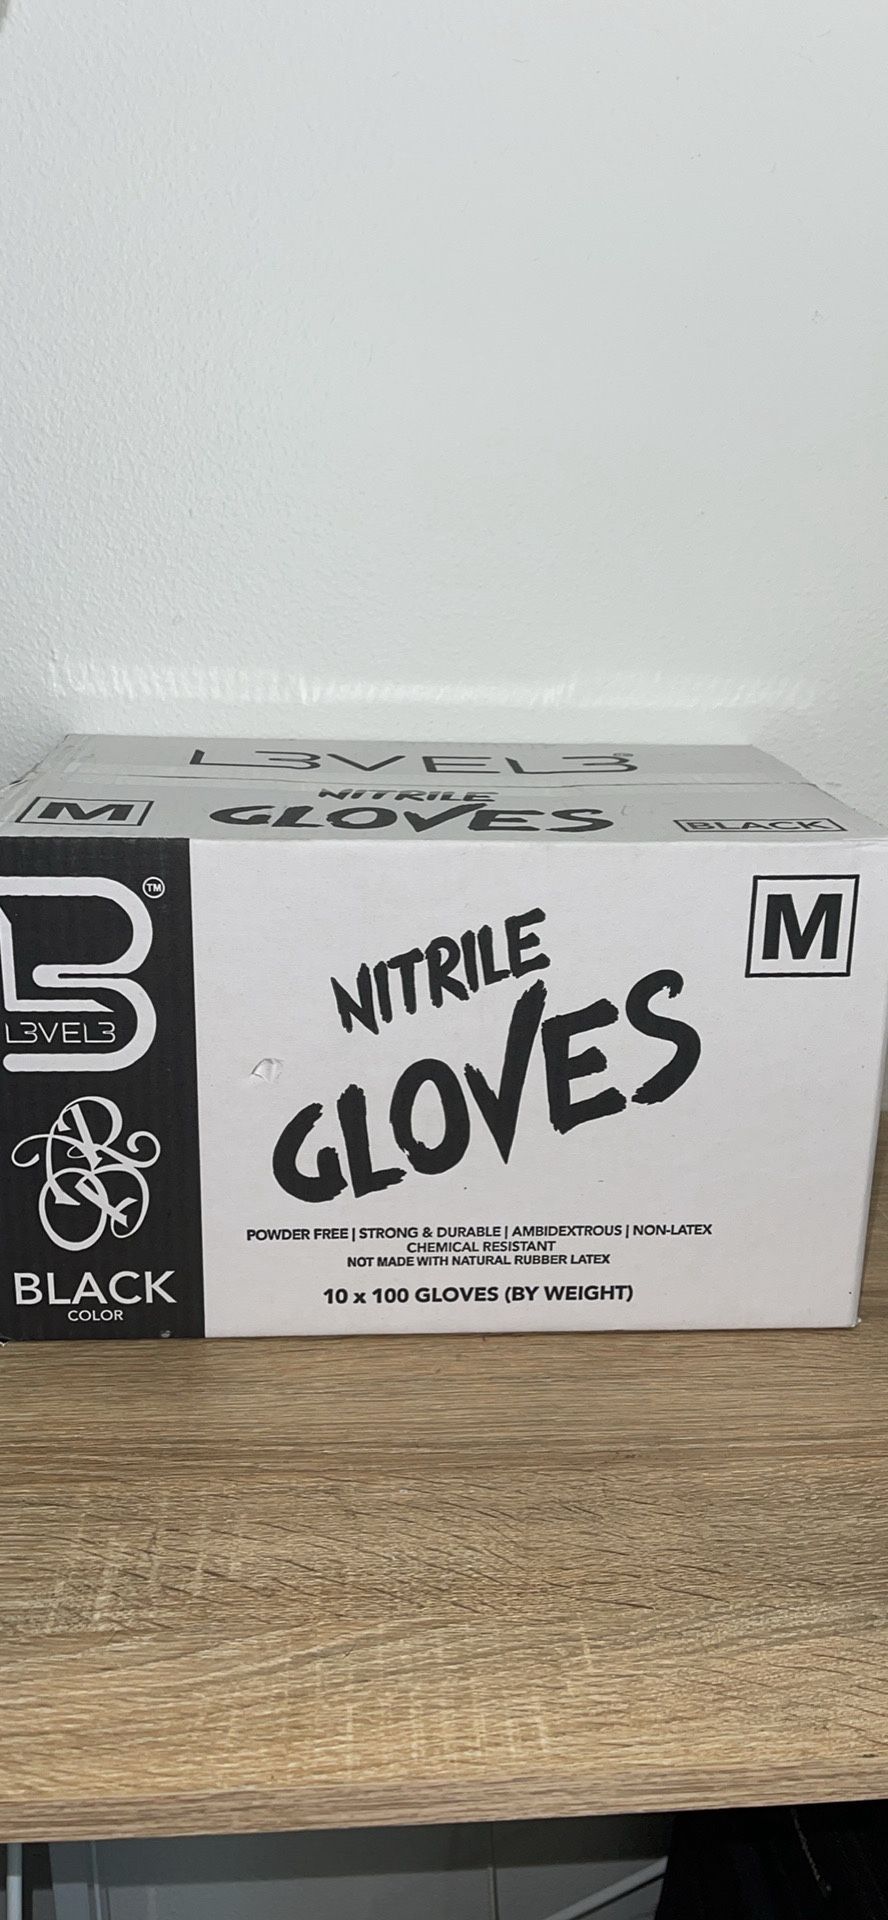 L3VEL3®
M
NITRILE
GLOVES
BLACK
TM
L3VEL3
BLACK
COLOR
NITRILE
GLOVES
M
POWDER FREE | STRONG & DURABLE | AMBIDEXTROUS | NON-LATEX
CHEMICAL RESISTANT
NOT MADE WITH NATURAL RUBBER LATEX
10 x 100 GLOVES (BY WEIGHT)